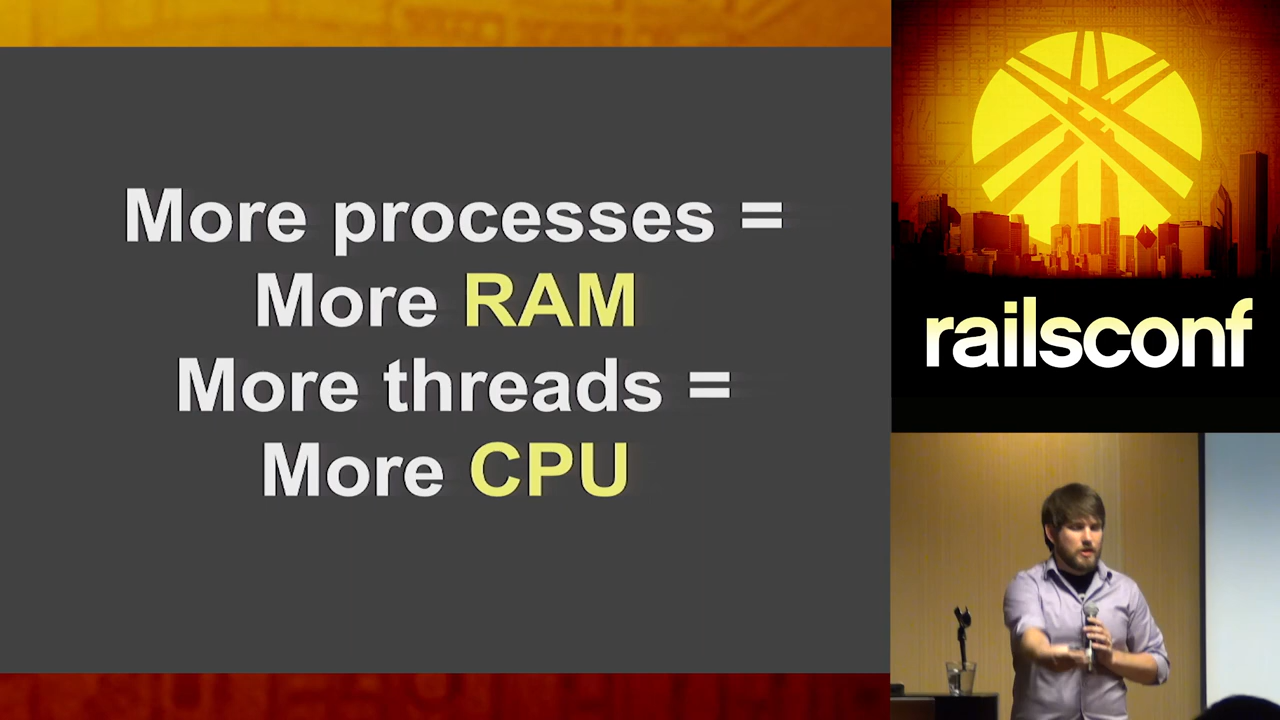 More processes =
More RAM
More threads =
More CPU
railsconf